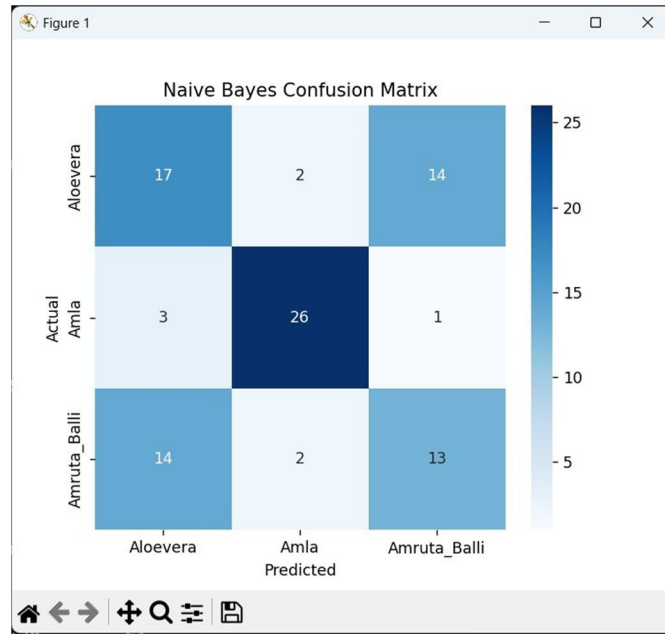 Figure 1
Naive Bayes Confusion Matrix
Aloevera
17 2 14
25
20
Actual
Amla
3 26 1
15
10
Amruta_Balli
14 2 13
5
Aloevera Amla Amruta_Balli
Predicted